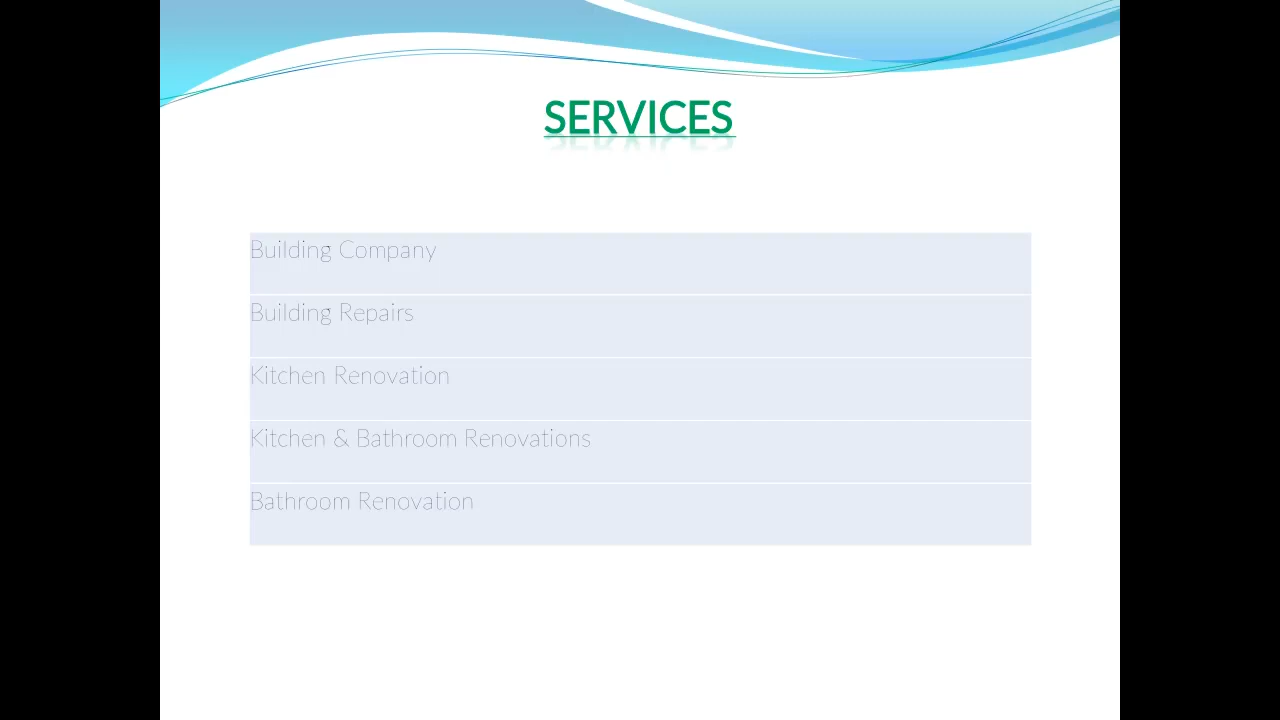 SERVICES
Building Company
Building Repairs
Kitchen Renovation
Kitchen & Bathroom Renovations
Bathroom Renovation